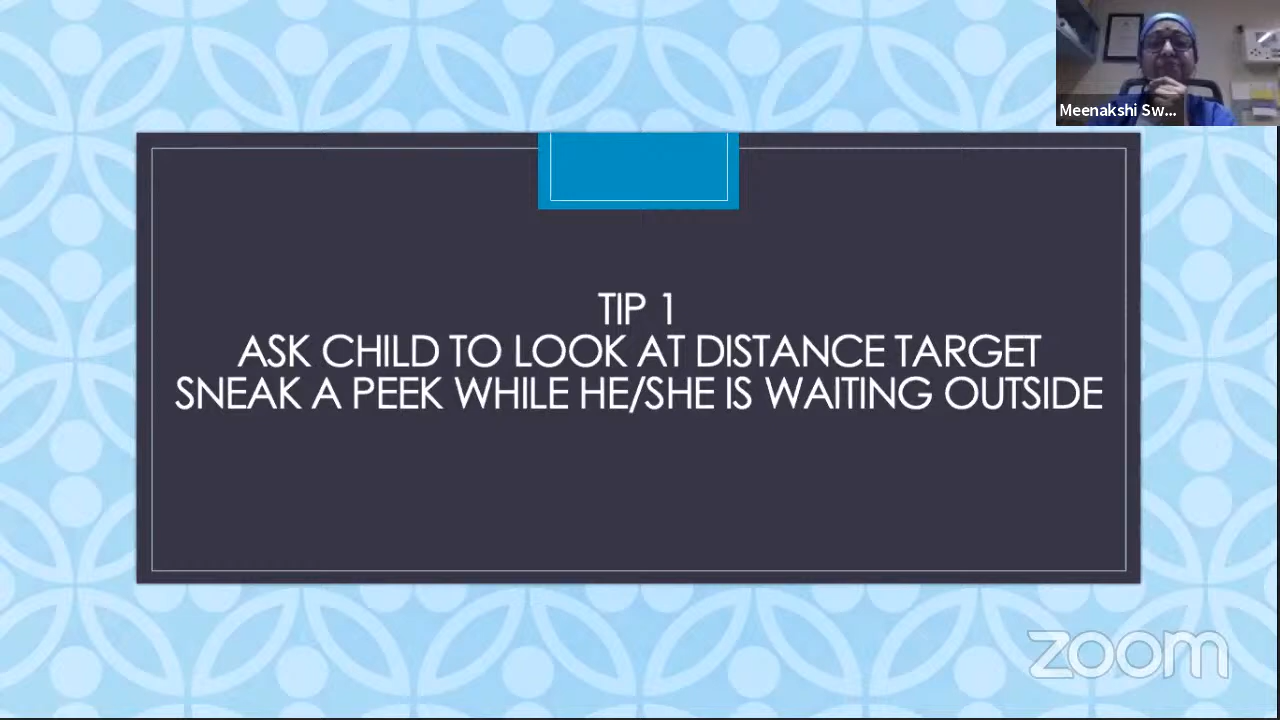 Meenakshi Sw...
TIP 1
ASK CHILD TO LOOK AT DISTANCE TARGET
SNEAK A PEEK WHILE HE/SHE IS WAITING OUTSIDE
zoom